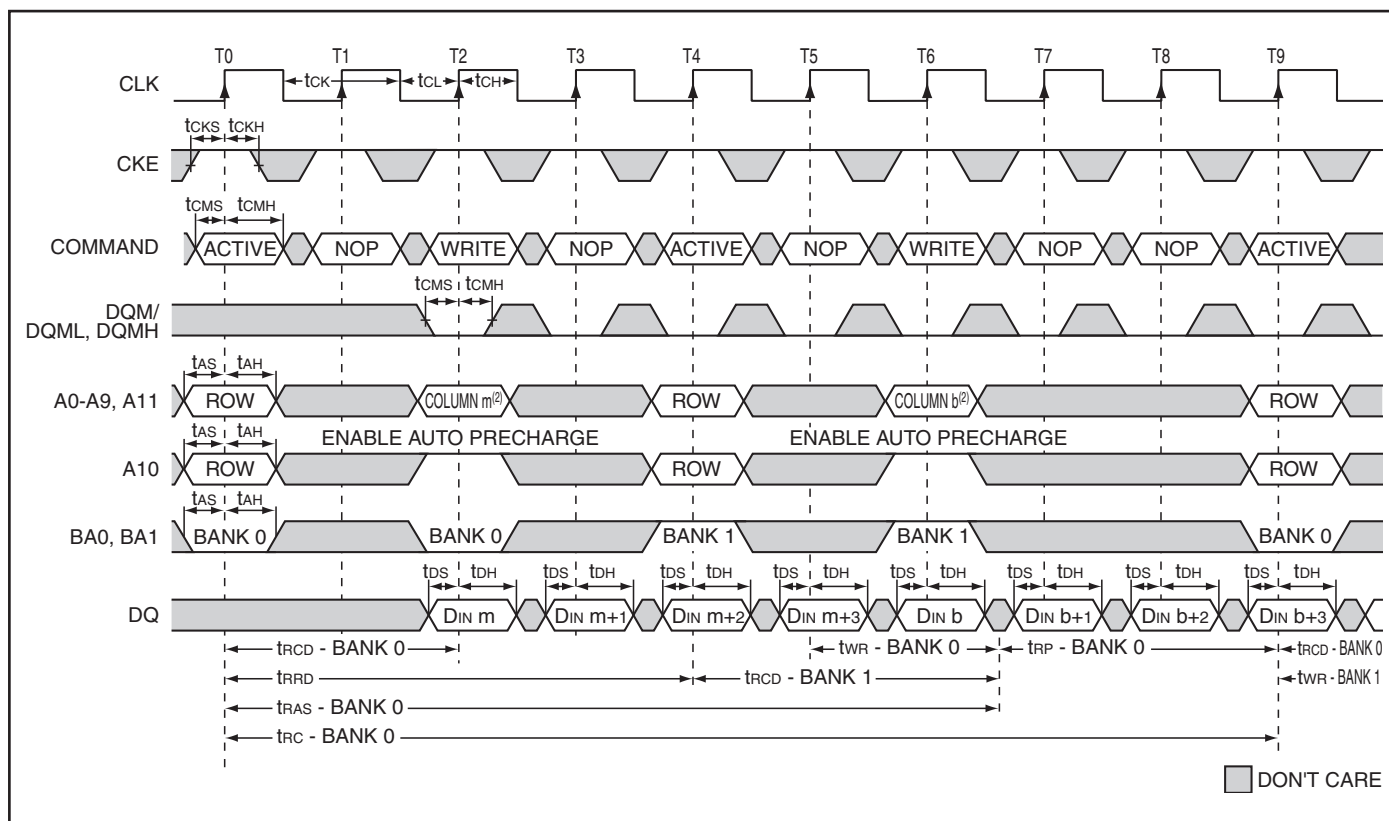 T0 T1 T2 T3 T4 T5 T6 T7 T8 T9
CLK tCK tCL tCH
tCKS tCKH
CKE
tCMS tCMH
COMMAND ACTIVE NOP WRITE NOP ACTIVE NOP WRITE NOP NOP ACTIVE
tCMS tCMH
DQM/
DQML, DQMH
tAS tAH
A0-A9, A11 ROW COLUMN m(2) ROW COLUMN b(2) ROW
tAS tAH ENABLE AUTO PRECHARGE ENABLE AUTO PRECHARGE
A10 ROW ROW ROW
tAS tAH
BA0, BA1 BANK 0 BANK 0 BANK 1 BANK 1 BANK 0
tDS tDH tDS tDH tDS tDH tDS tDH tDS tDH tDS tDH tDS tDH tDS tDH
DQ DIN m DIN m+1 DIN m+2 DIN m+3 DIN b DIN b+1 DIN b+2 DIN b+3
tRCD - BANK 0 tWR - BANK 0 tRP - BANK 0 tRCD - BANK 0
tRRD tRCD - BANK 1 tWR - BANK 1
tRAS - BANK 0
tRC - BANK 0
DON'T CARE